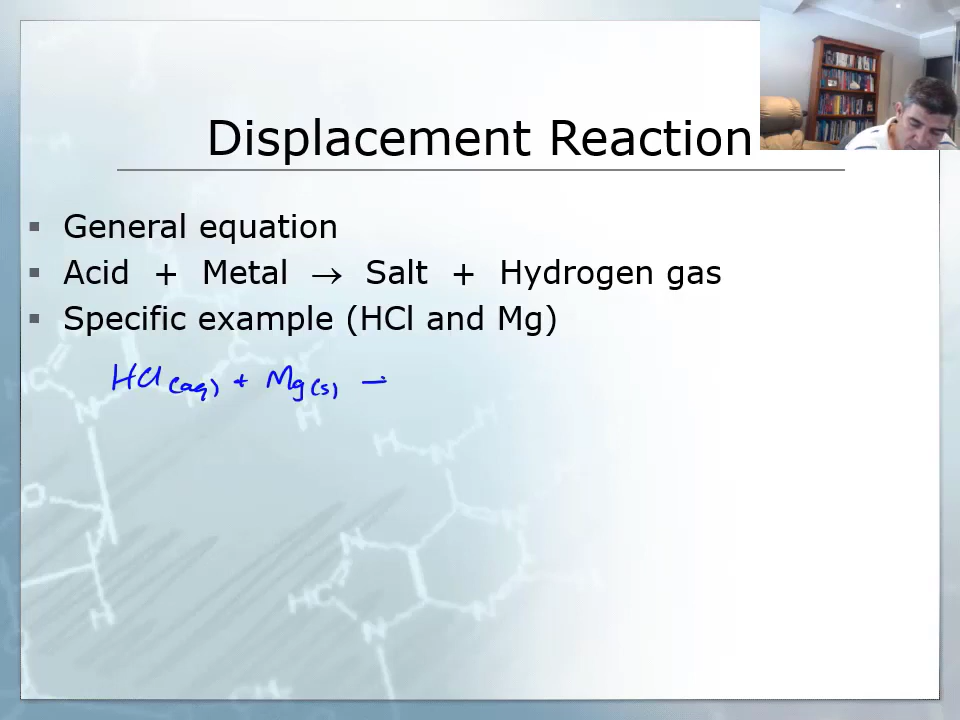 Displacement Reaction
General equation
Acid + Metal → Salt + Hydrogen gas
Specific example (HCl and Mg)
HCl(aq) + Mg(s) →